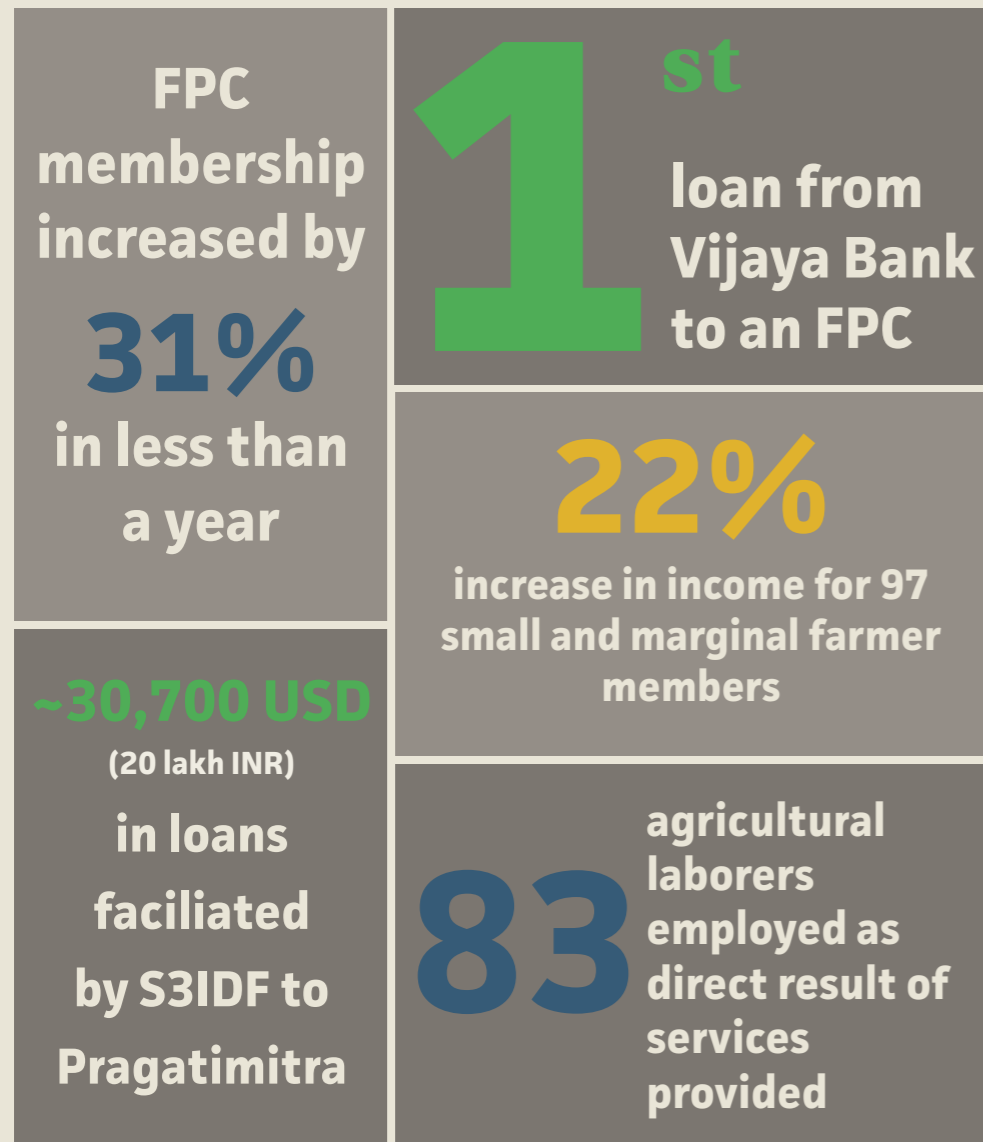 FPC
membership
increased by
31%
in less than
a year
1st
loan from
Vijaya Bank
to an FPC
22%
increase in income for 97
small and marginal farmer
members
~30,700 USD
(20 lakh INR)
in loans
faciliated
by S3IDF to
Pragatimitra
83
agricultural
laborers
employed as
direct result of
services
provided